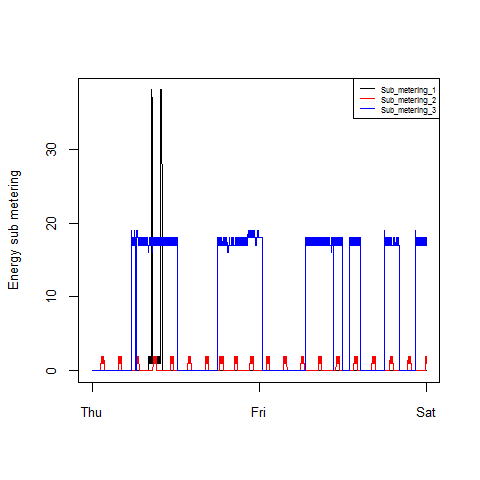 Sub_metering_1
Sub_metering_2
Sub_metering_3
Energy sub metering
30
20
10
0
Thu Fri Sat